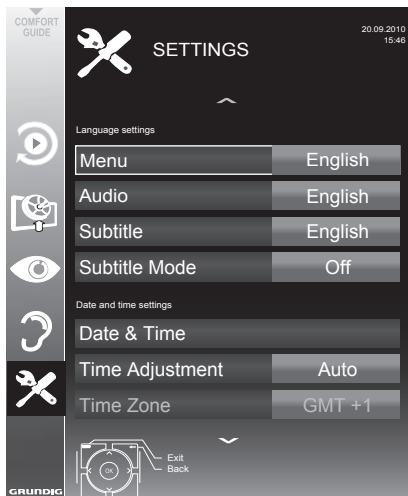 COMFORT
GUIDE
SETTINGS
20.09.2010
15:46
Language settings
Menu English
Audio English
Subtitle English
Subtitle Mode Off
Date and time settings
Date & Time
Time Adjustment Auto
Time Zone GMT +1
Exit
Back
OK
GRUNDIG